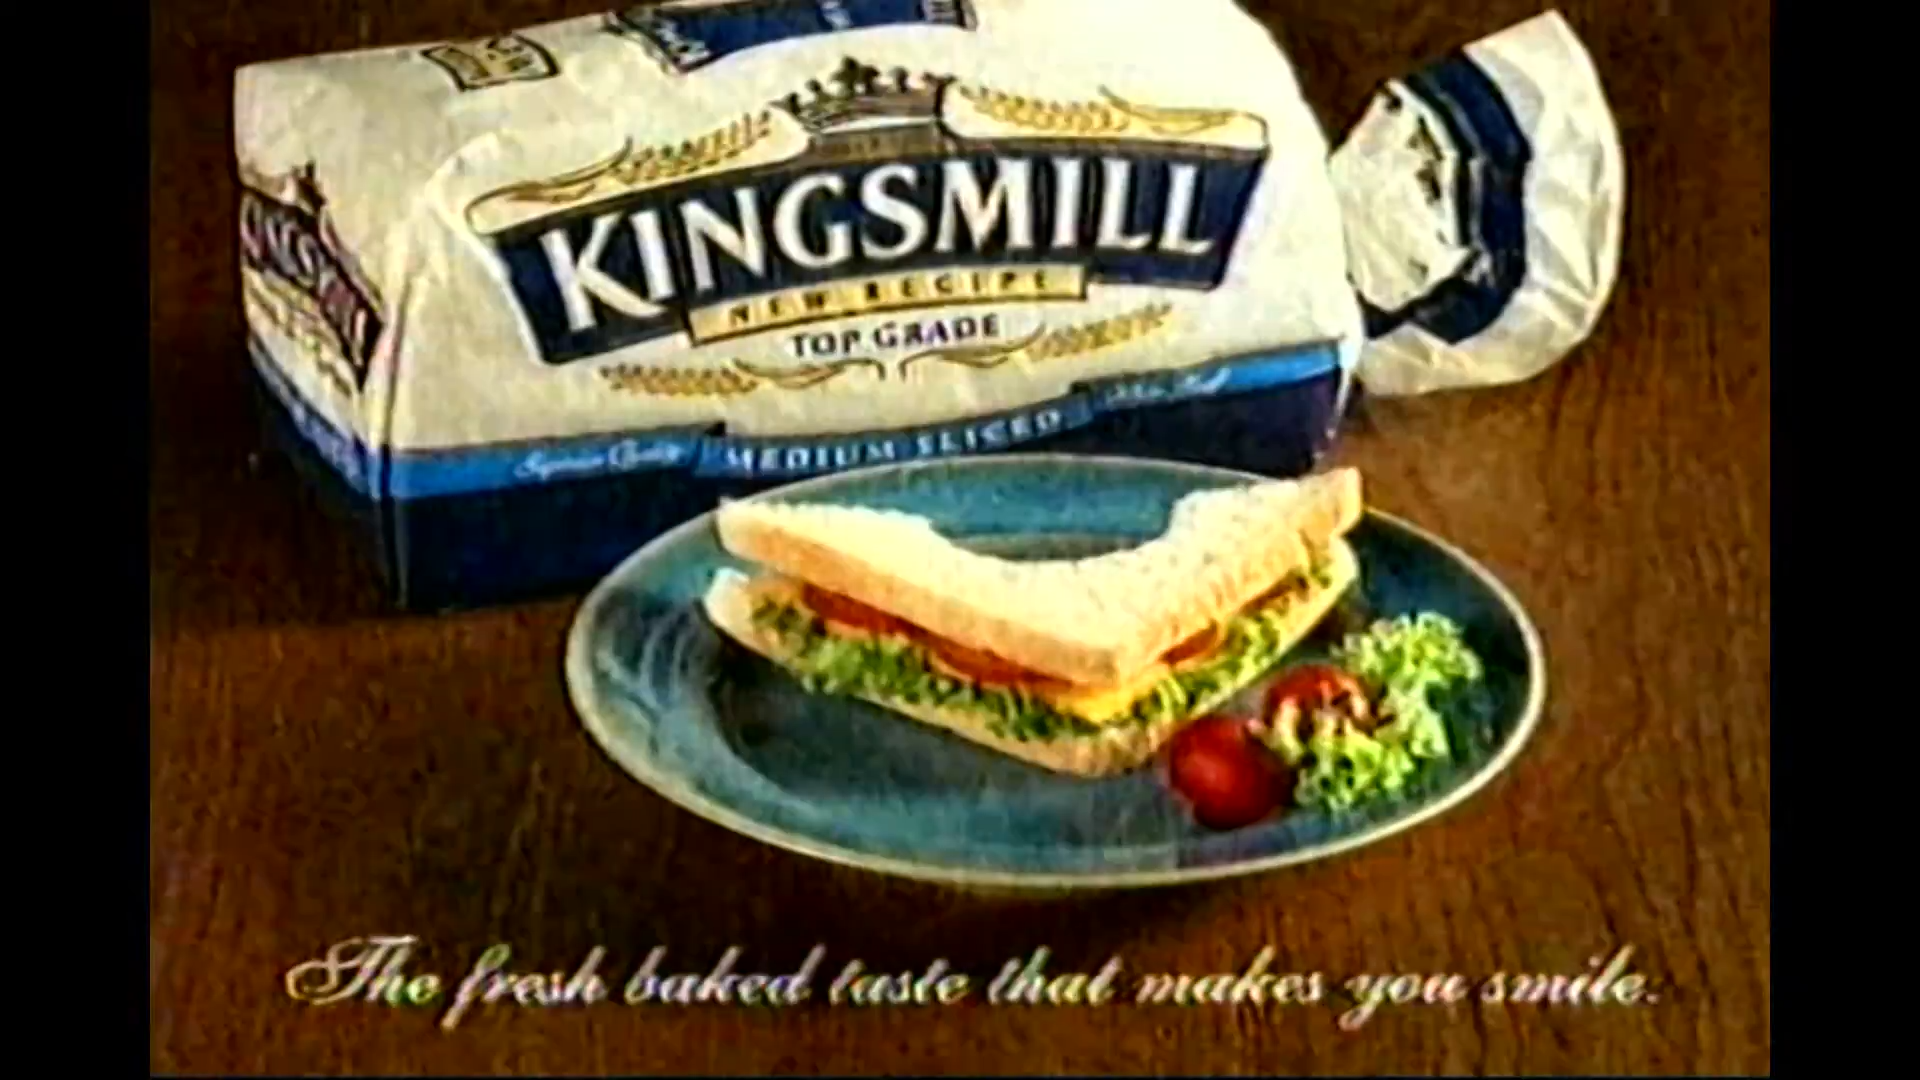 KINGSMILL
NEW RECIPE
TOP GRADE
MEDIUM SLICED
The fresh baked taste that makes you smile.